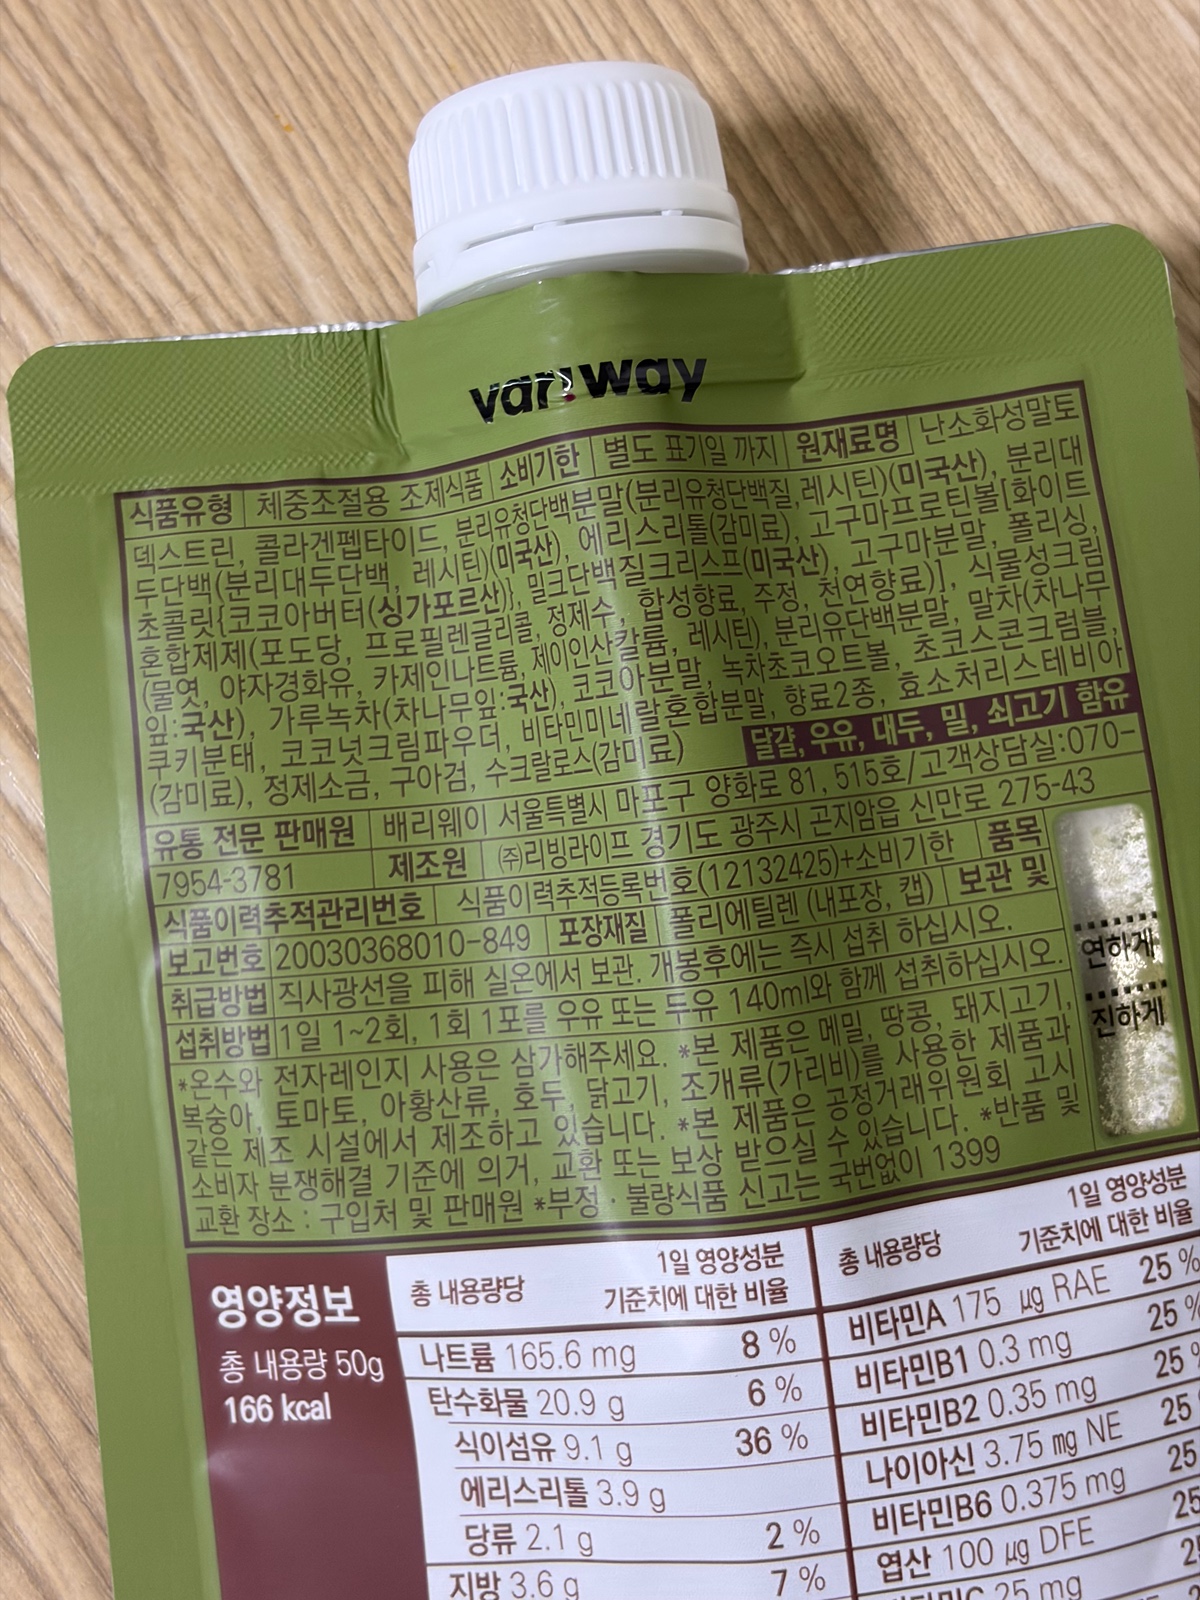 var!way
식품유형 체중조절용 조제식품 소비기한 별도 표기일 까지 원재료명 난소화성말토
덱스트린, 콜라겐펩타이드, 분리유청단백분말(분리유청단백질,레시틴)(미국산), 분리대
두단백(분리대두단백, 레시틴)(미국산), 에리스리톨(감미료), 고구마프로틴볼[화이트
초콜릿{코코아버터(싱가포르산)}, 밀크단백질크리스프(미국산), 고구마분말, 폴리싱,
혼합제제(포도당, 프로필렌글리콜, 정제수, 합성향료, 주정, 천연향료)], 식물성크림
(물엿, 야자경화유, 카제인나트륨, 제이인산칼륨, 레시틴), 분리유단백분말, 말차(차나무
잎:국산), 가루녹차(차나무잎:국산), 코코아분말, 녹차초코오트볼, 초코스콘크럼블,
쿠키분태, 코코넛크림파우더, 비타민미네랄혼합분말, 향료2종, 효소처리스테비아
(감미료), 정제소금, 구아검, 수크랄로스(감미료) 달걀, 우유, 대두, 밀, 쇠고기 함유
유통 전문 판매원 배리웨이 서울특별시 마포구 양화로 81, 515호/고객상담실:070-
7954-3781 제조원 ㈜리빙라이프 경기도 광주시 곤지암읍 신만로 275-43
식품이력추적관리번호 식품이력추적등록번호(12132425)+소비기한 품목
보고번호 20030368010-849 포장재질 폴리에틸렌 (내포장, 캡) 보관 및
취급방법 직사광선을 피해 실온에서 보관. 개봉후에는 즉시 섭취 하십시오.
섭취방법 1일 1~2회, 1회 1포를 우유 또는 두유 140ml와 함께 섭취하십시오.
*온수와 전자레인지 사용은 삼가해주세요. *본 제품은 메밀, 땅콩, 돼지고기,
복숭아, 토마토, 아황산류, 호두, 닭고기, 조개류(가리비)를 사용한 제품과
같은 제조 시설에서 제조하고 있습니다. *본 제품은 공정거래위원회 고시
소비자 분쟁해결 기준에 의거, 교환 또는 보상 받으실 수 있습니다. *반품 및
교환 장소 : 구입처 및 판매원 *부정·불량식품 신고는 국번없이 1399
연하게
진하게
영양정보
총 내용량 50g
166 kcal
총 내용량당 1일 영양성분
기준치에 대한 비율
나트륨 165.6 mg 8 %
탄수화물 20.9 g 6 %
식이섬유 9.1 g 36 %
에리스리톨 3.9 g
당류 2.1 g 2 %
지방 3.6 g 7 %
총 내용량당 1일 영양성분
기준치에 대한 비율
비타민A 175 µg RAE 25 %
비타민B1 0.3 mg 25 %
비타민B2 0.35 mg 25 %
나이아신 3.75 mg NE 25
비타민B6 0.375 mg 25
엽산 100 µg DFE 25
25 mg